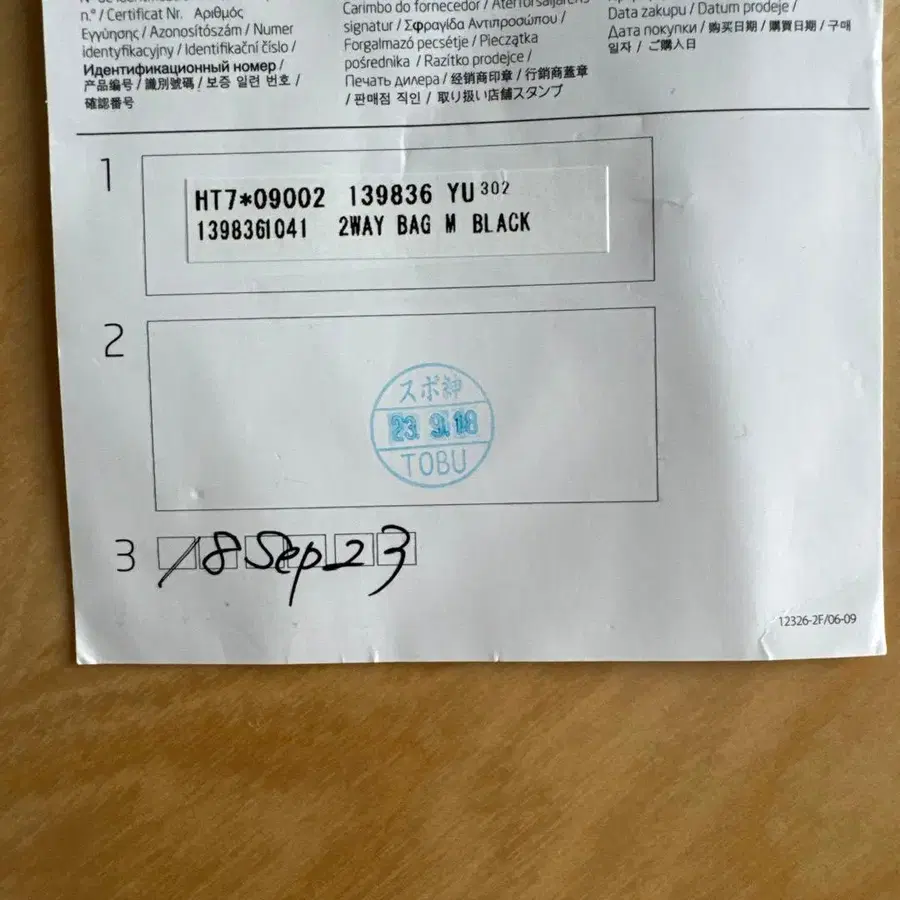 n.° / Certificat Nr. Αριθμός
Εγγύησης / Azonosítószám / Numer
identyfikacyjny / Identifikační číslo /
Идентификационный номер /
产品编号 / 識別號碼 / 보증 일련 번호 /
確認番号
Carimbo do fornecedor / Återförsäljarens
signatur / Σφραγίδα Αντιπροσώπου /
Forgalmazó pecsétje / Pieczątka
pośrednika / Razítko prodejce /
Печать дилера / 经销商印章 / 行銷商蓋章
/ 판매점 직인 / 取り扱い店舗スタンプ
Data zakupu / Datum prodeje /
Дата покупки / 购买日期 / 購買日期 / 구매
일자 / ご購入日
1
HT7*09002 139836 YU302
1398361041 2WAY BAG M BLACK
2
スポ神
23. 9.18
TOBU
3 18 Sep 23
12326-2F/06-09